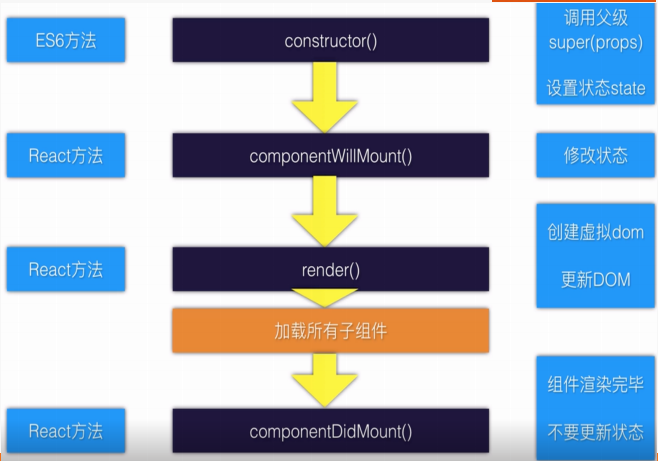 ES6方法
constructor()
调用父级
super(props)
设置状态state
React方法
componentWillMount()
修改状态
React方法
render()
创建虚拟dom
更新DOM
加载所有子组件
React方法
componentDidMount()
组件渲染完毕
不要更新状态